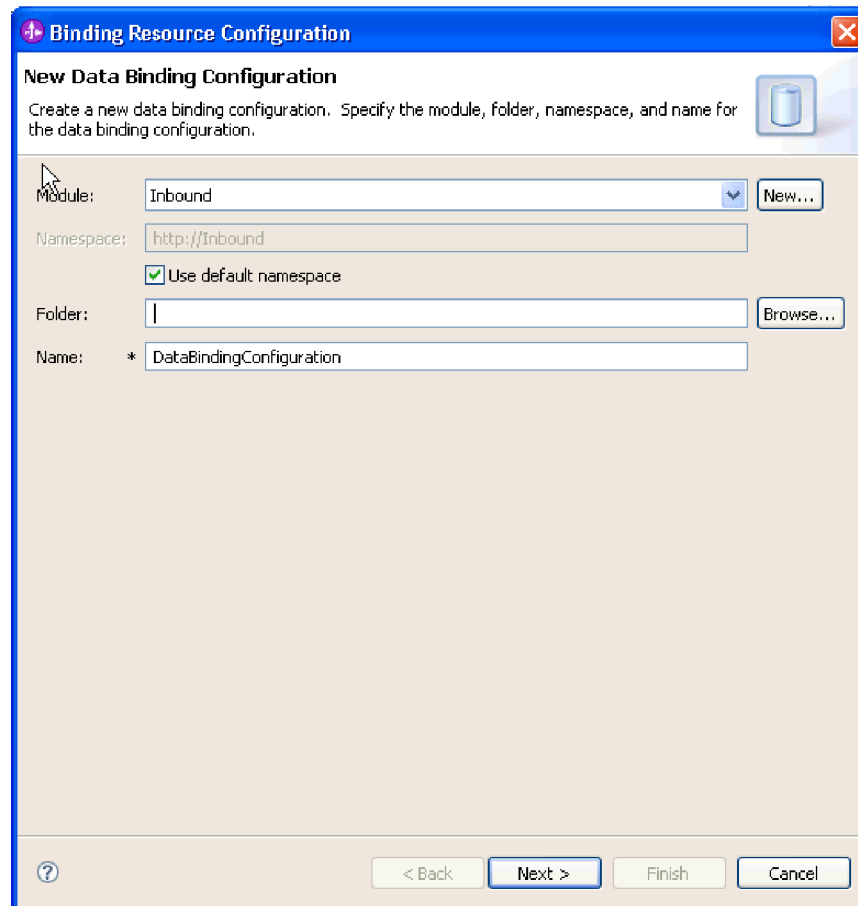 Binding Resource Configuration
New Data Binding Configuration
Create a new data binding configuration. Specify the module, folder, namespace, and name for
the data binding configuration.
Module: Inbound New...
Namespace: http://Inbound
Use default namespace
Folder: Browse...
Name: * DataBindingConfiguration
? < Back Next > Finish Cancel